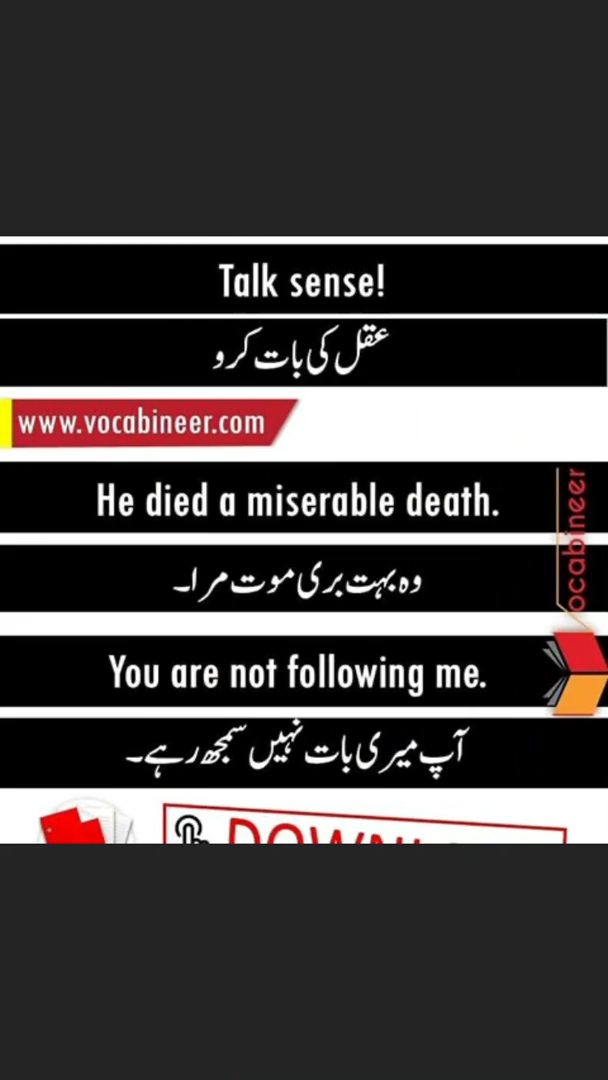 Talk sense!
عقل کی بات کرو
www.vocabineer.com
He died a miserable death.
وہ بہت بری موت مرا۔
ocabineer
You are not following me.
آپ میری بات نہیں سمجھ رہے۔